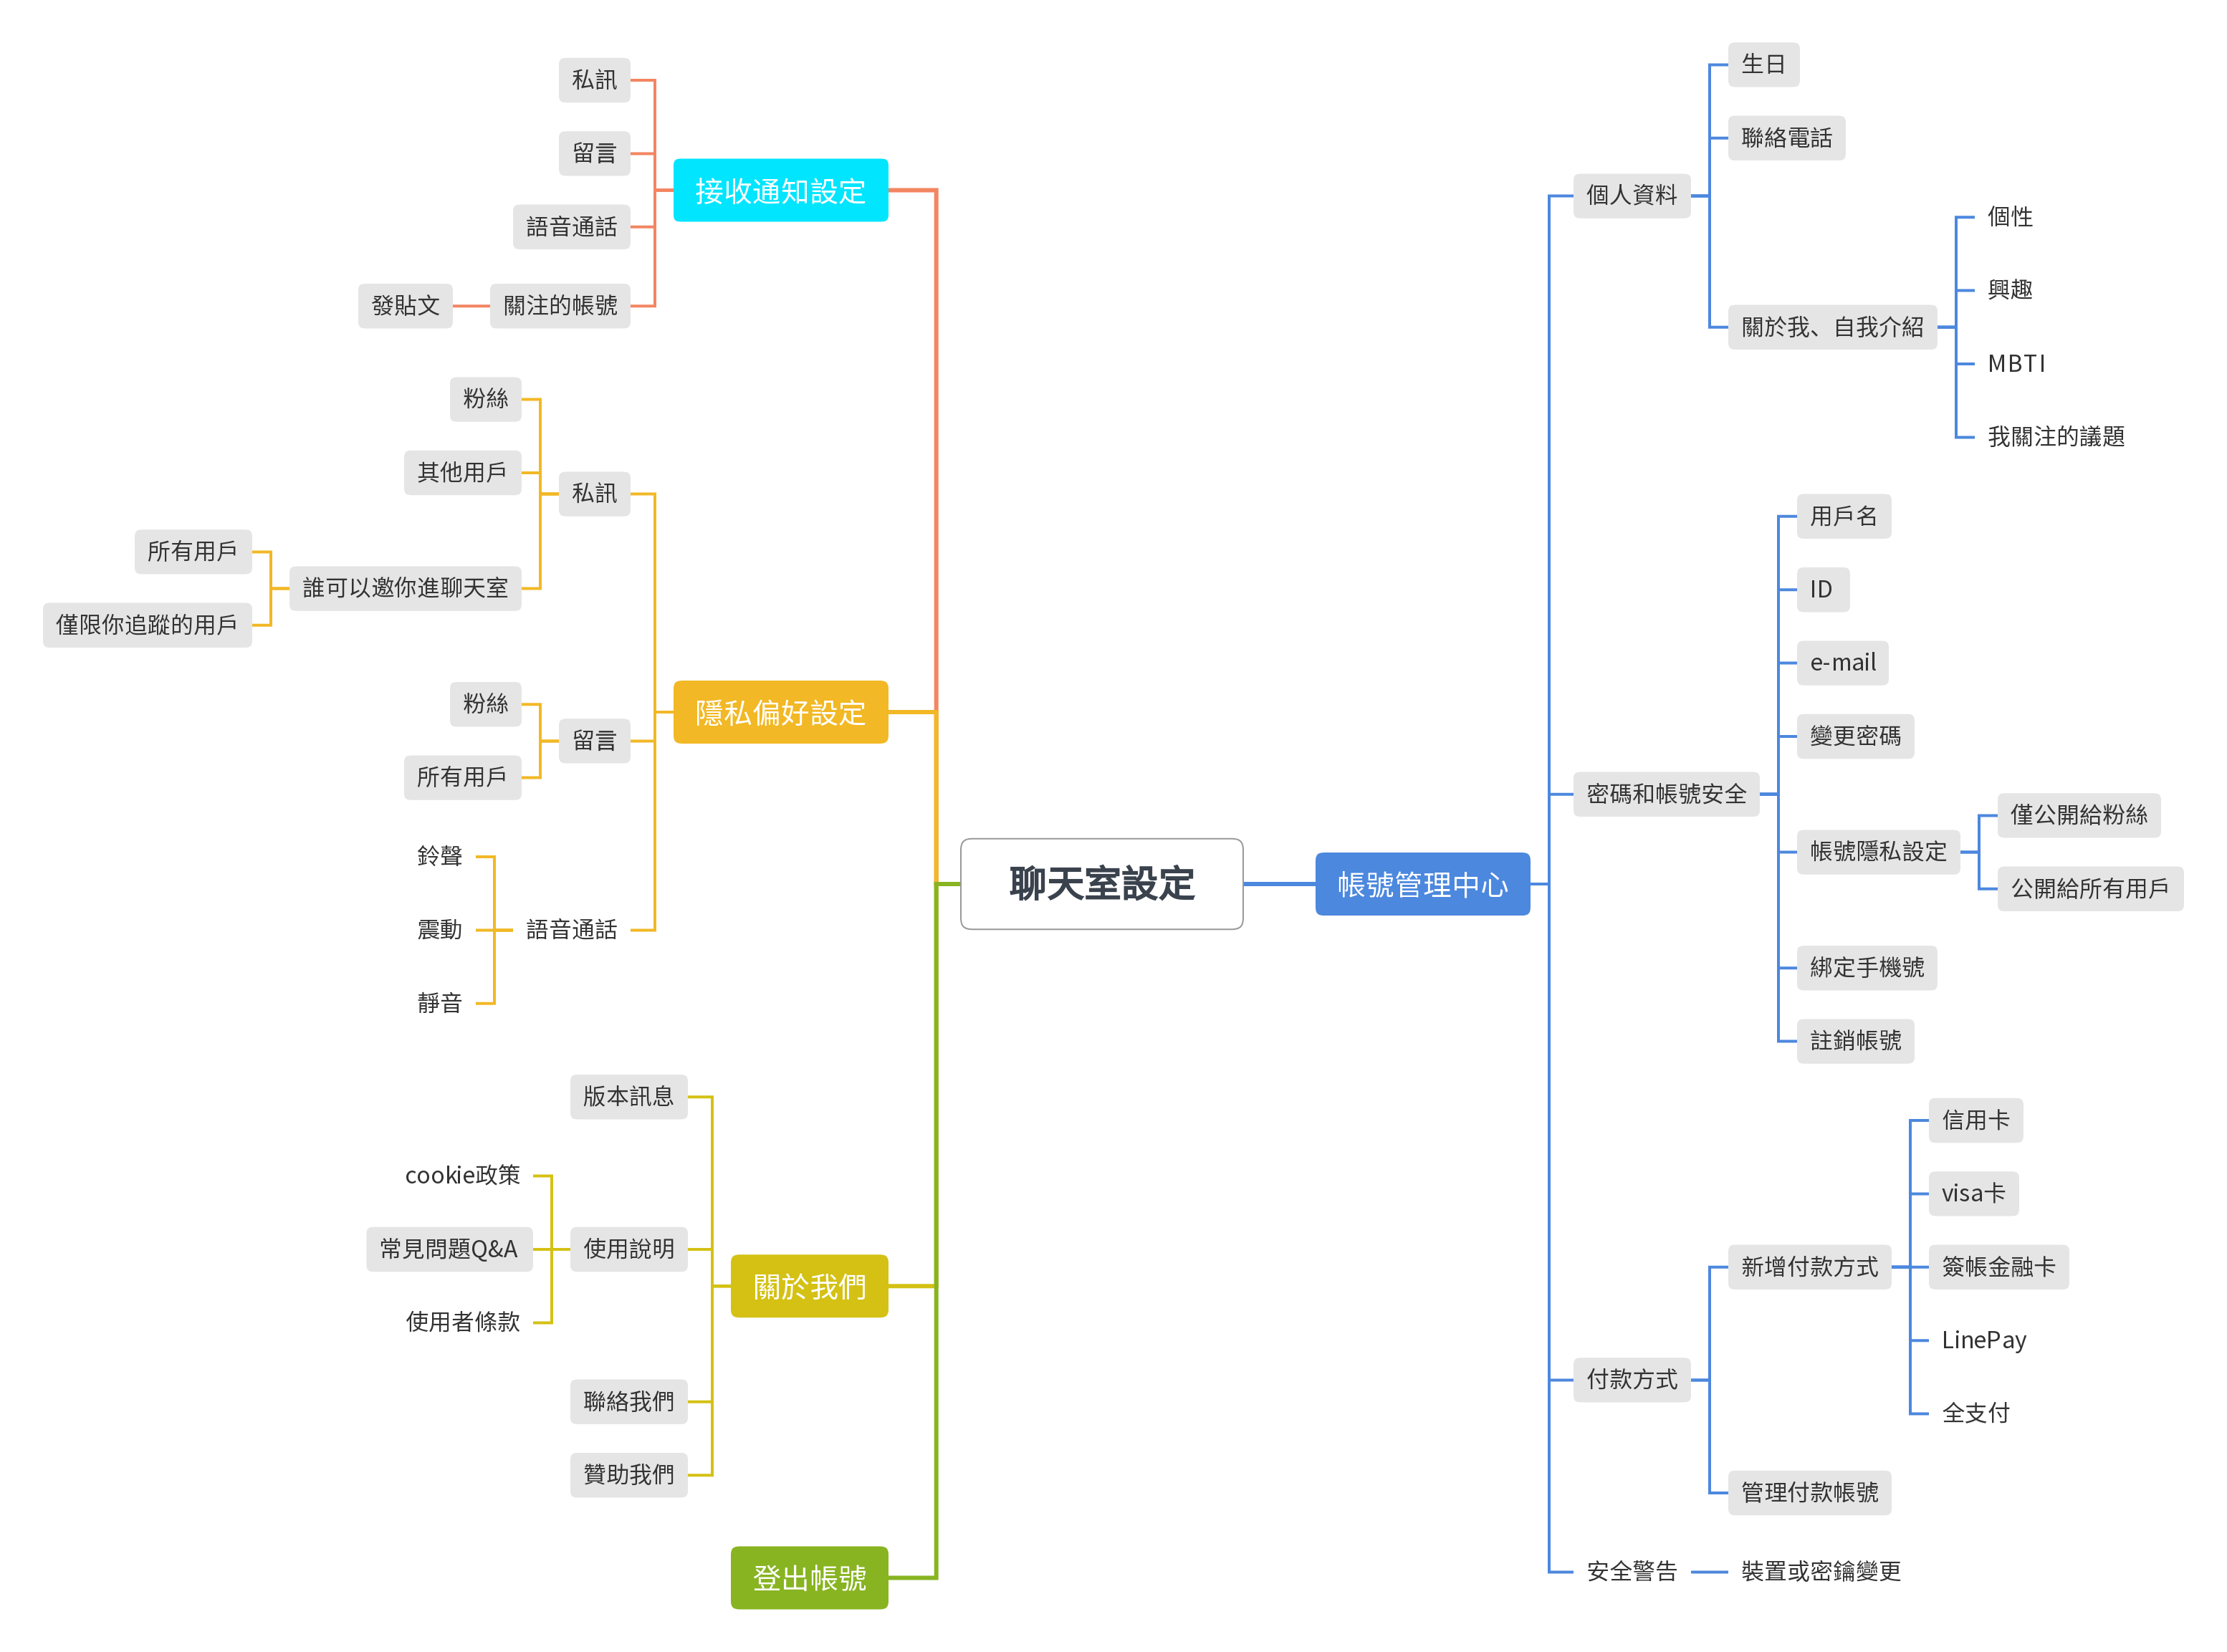 聊天室設定
帳號管理中心
個人資料
生日
聯絡電話
關於我、自我介紹
個性
興趣
MBTI
我關注的議題
密碼和帳號安全
用戶名
ID
e-mail
變更密碼
帳號隱私設定
僅公開給粉絲
公開給所有用戶
綁定手機號
註銷帳號
付款方式
新增付款方式
信用卡
visa卡
簽帳金融卡
LinePay
全支付
管理付款帳號
安全警告
裝置或密鑰變更
接收通知設定
私訊
留言
語音通話
關注的帳號
發貼文
隱私偏好設定
私訊
粉絲
其他用戶
誰可以邀你進聊天室
所有用戶
僅限你追蹤的用戶
留言
粉絲
所有用戶
語音通話
鈴聲
震動
靜音
關於我們
版本訊息
使用說明
cookie政策
常見問題Q&A
使用者條款
聯絡我們
贊助我們
登出帳號